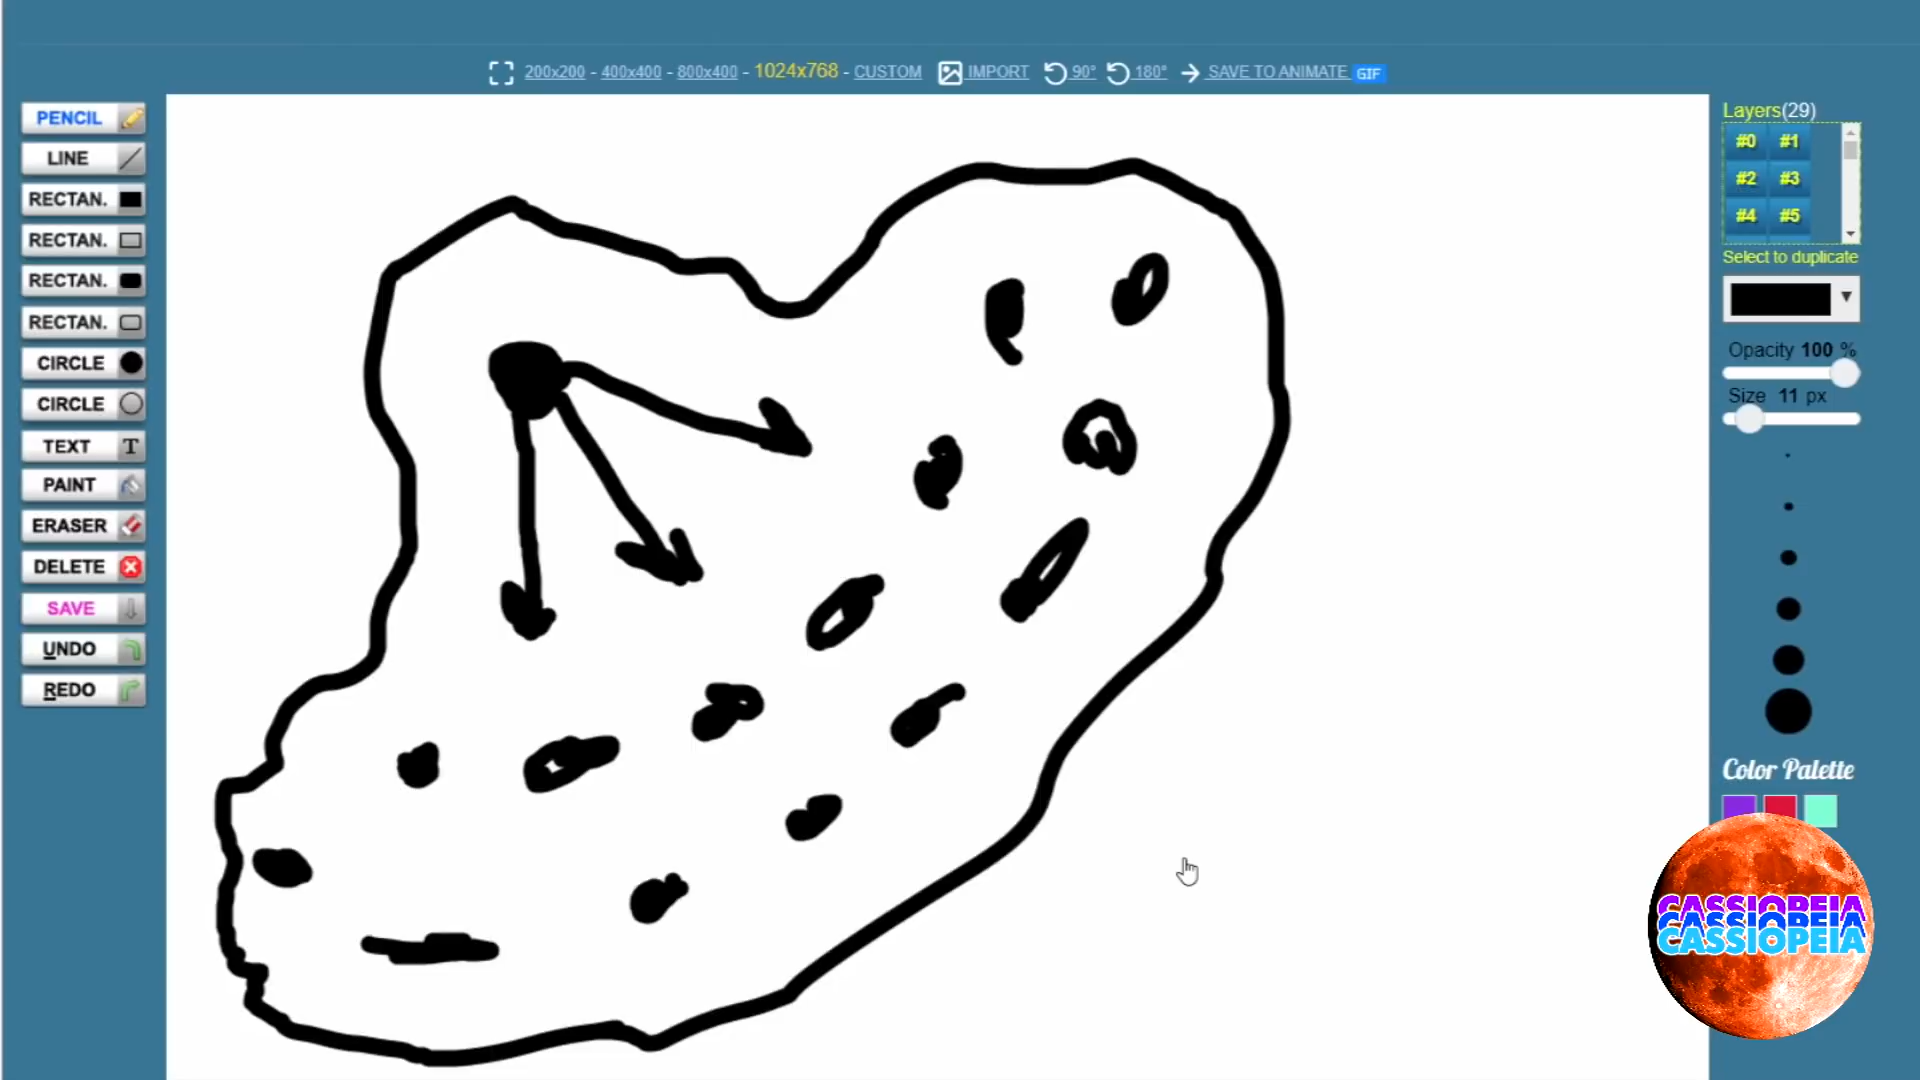 200x200 - 400x400 - 800x400 - 1024x768 - CUSTOM IMPORT 90° 180° SAVE TO ANIMATE GIF
PENCIL
LINE
RECTAN.
RECTAN.
RECTAN.
RECTAN.
CIRCLE
CIRCLE
TEXT T
PAINT
ERASER
DELETE
SAVE
UNDO
REDO
Layers(29)
#0 #1
#2 #3
#4 #5
Select to duplicate
Opacity 100 %
Size 11 px
Color Palette
CASSIOPEIA
CASSIOPEIA
CASSIOPEIA